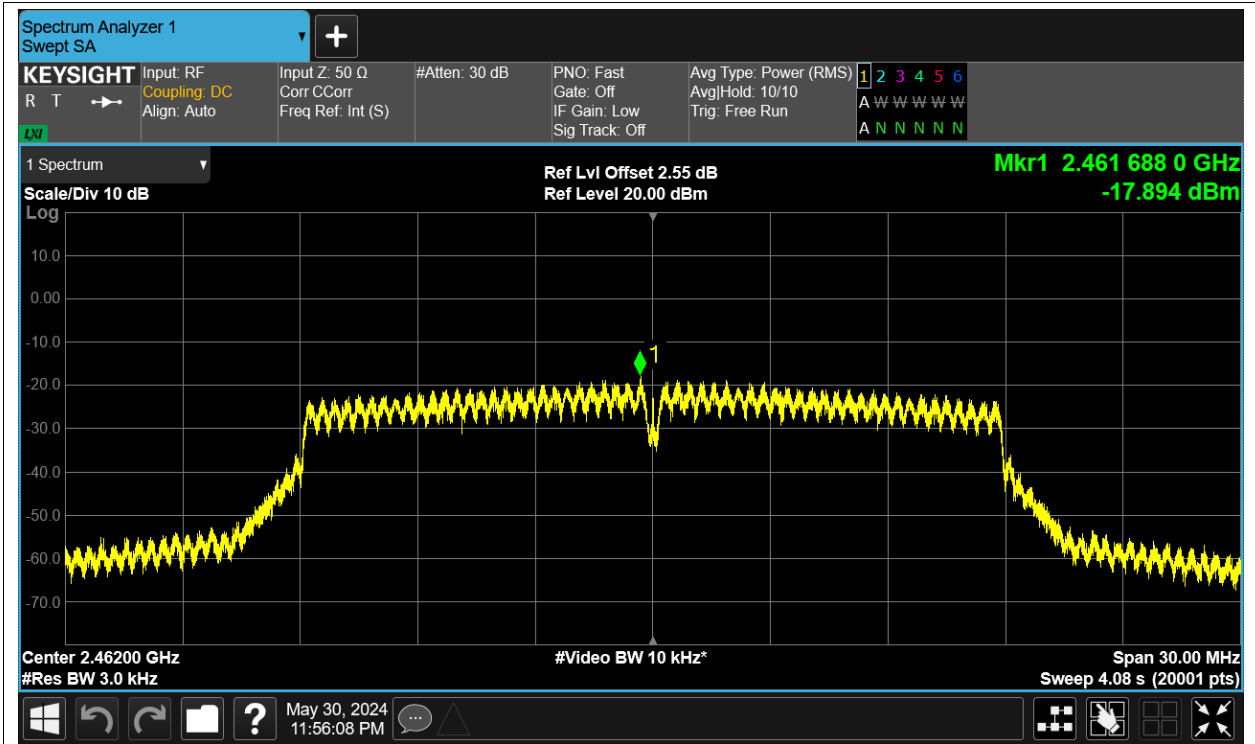 Spectrum Analyzer 1
Swept SA
KEYSIGHT
R T
LXI
Input: RF
Coupling: DC
Align: Auto
Input Z: 50 Ω
Corr CCorr
Freq Ref: Int (S)
#Atten: 30 dB
PNO: Fast
Gate: Off
IF Gain: Low
Sig Track: Off
Avg Type: Power (RMS)
Avg|Hold: 10/10
Trig: Free Run
1 2 3 4 5 6
A W W W W W
A N N N N N
1 Spectrum
Scale/Div 10 dB
Log
Ref Lvl Offset 2.55 dB
Ref Level 20.00 dBm
Mkr1 2.461 688 0 GHz
-17.894 dBm
10.0
0.00
-10.0
1
-20.0
-30.0
-40.0
-50.0
-60.0
-70.0
Center 2.46200 GHz
#Video BW 10 kHz*
Span 30.00 MHz
#Res BW 3.0 kHz
Sweep 4.08 s (20001 pts)
?
May 30, 2024
11:56:08 PM